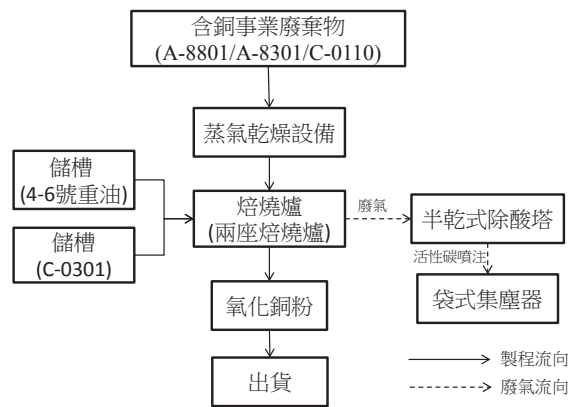 含銅事業廢棄物
(A-8801/A-8301/C-0110)
蒸氣乾燥設備
儲槽
(4-6號重油)
儲槽
(C-0301)
焙燒爐
(兩座焙燒爐)
廢氣
半乾式除酸塔
活性碳噴注
袋式集塵器
氧化銅粉
出貨
製程流向
廢氣流向